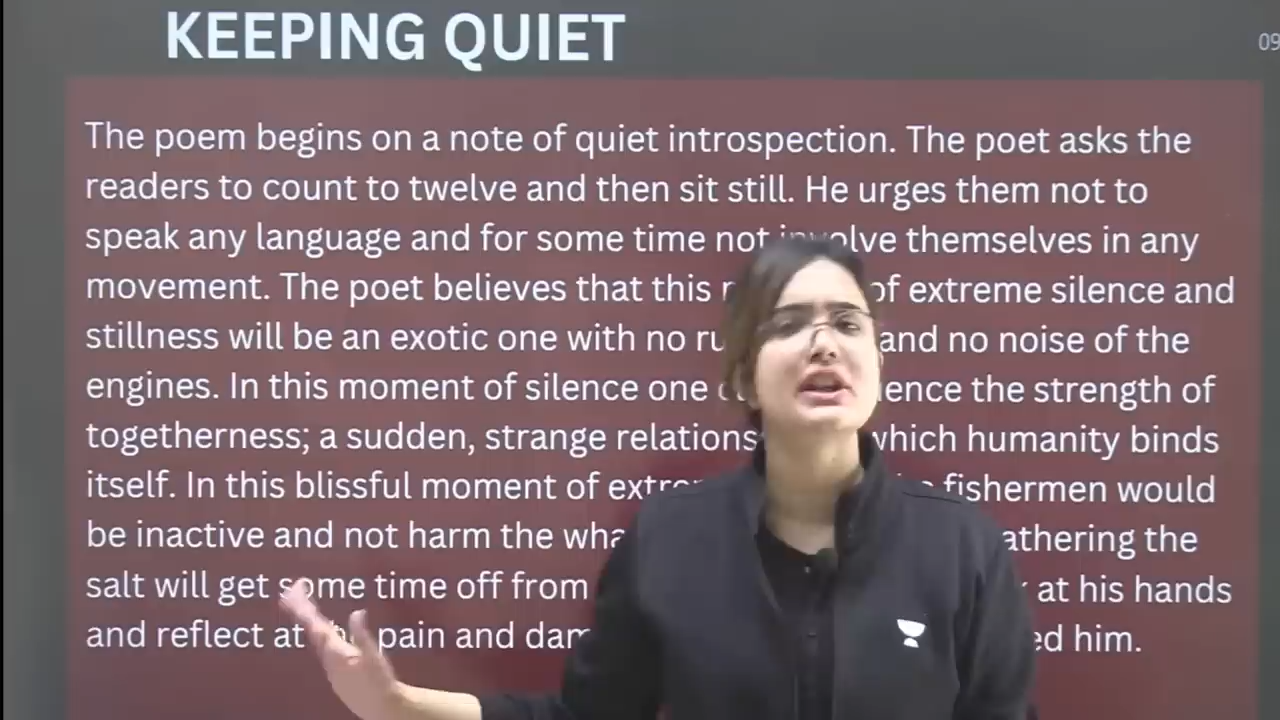 KEEPING QUIET
09
The poem begins on a note of quiet introspection. The poet asks the
readers to count to twelve and then sit still. He urges them not to
speak any language and for some time not involve themselves in any
movement. The poet believes that this of extreme silence and
stillness will be an exotic one with no and no noise of the
engines. In this moment of silence one the strength of
togetherness; a sudden, strange which humanity binds
itself. In this blissful moment of fishermen would
be inactive and not harm the the
salt will get some time off from at his hands
and reflect at the pain and him.